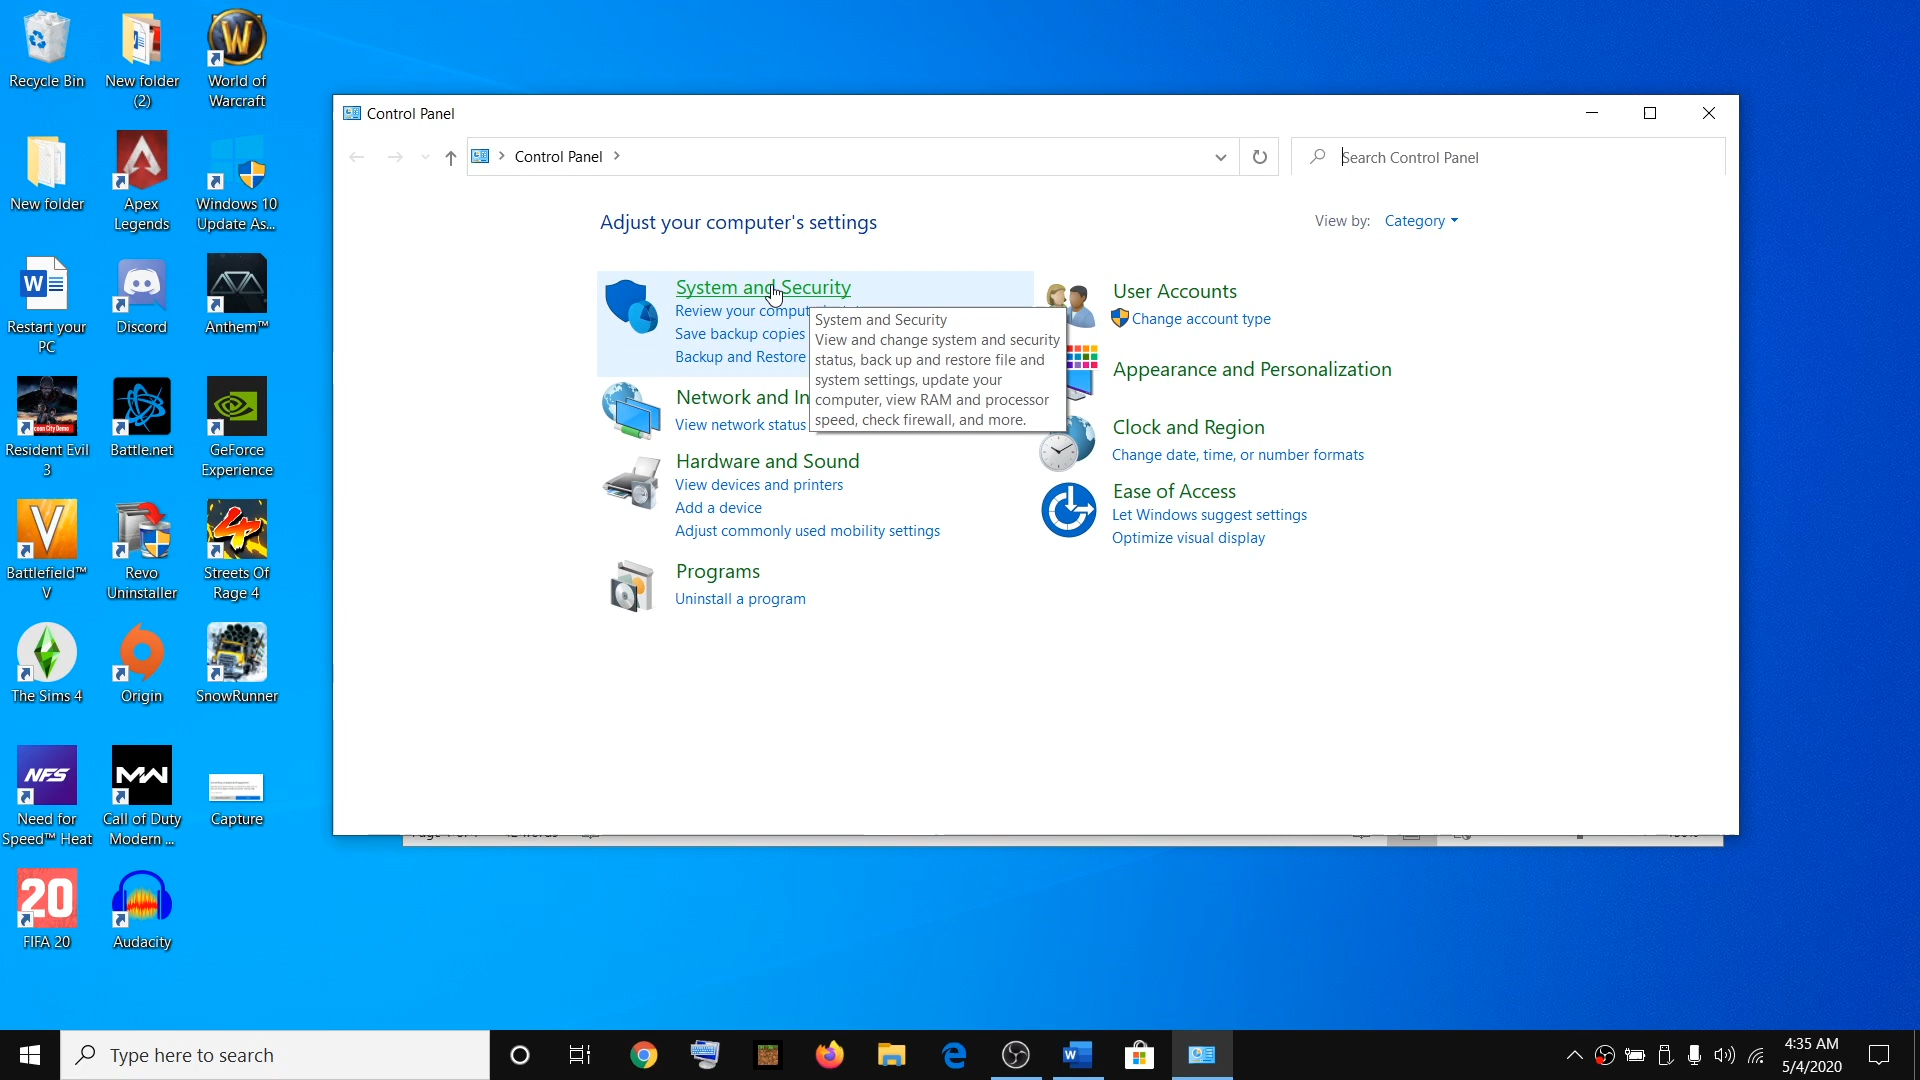 Recycle Bin
New folder
(2)
World of
Warcraft
New folder
Apex
Legends
Windows 10
Update As...
Restart your
PC
Discord
Anthem™
Resident Evil
3
Battle.net
GeForce
Experience
Battlefield™
V
Revo
Uninstaller
Streets Of
Rage 4
The Sims 4
Origin
SnowRunner
NFS
Need for
Speed™ Heat
MW
Call of Duty
Modern ...
Capture
20
FIFA 20
Audacity
Control Panel
Control Panel
Search Control Panel
Adjust your computer's settings
View by: Category
System and Security
Review your comput
Save backup copies
Backup and Restore
System and Security
View and change system and security
status, back up and restore file and
system settings, update your
computer, view RAM and processor
speed, check firewall, and more.
Network and In
View network status
Hardware and Sound
View devices and printers
Add a device
Adjust commonly used mobility settings
Programs
Uninstall a program
User Accounts
Change account type
Appearance and Personalization
Clock and Region
Change date, time, or number formats
Ease of Access
Let Windows suggest settings
Optimize visual display
Type here to search
4:35 AM
5/4/2020